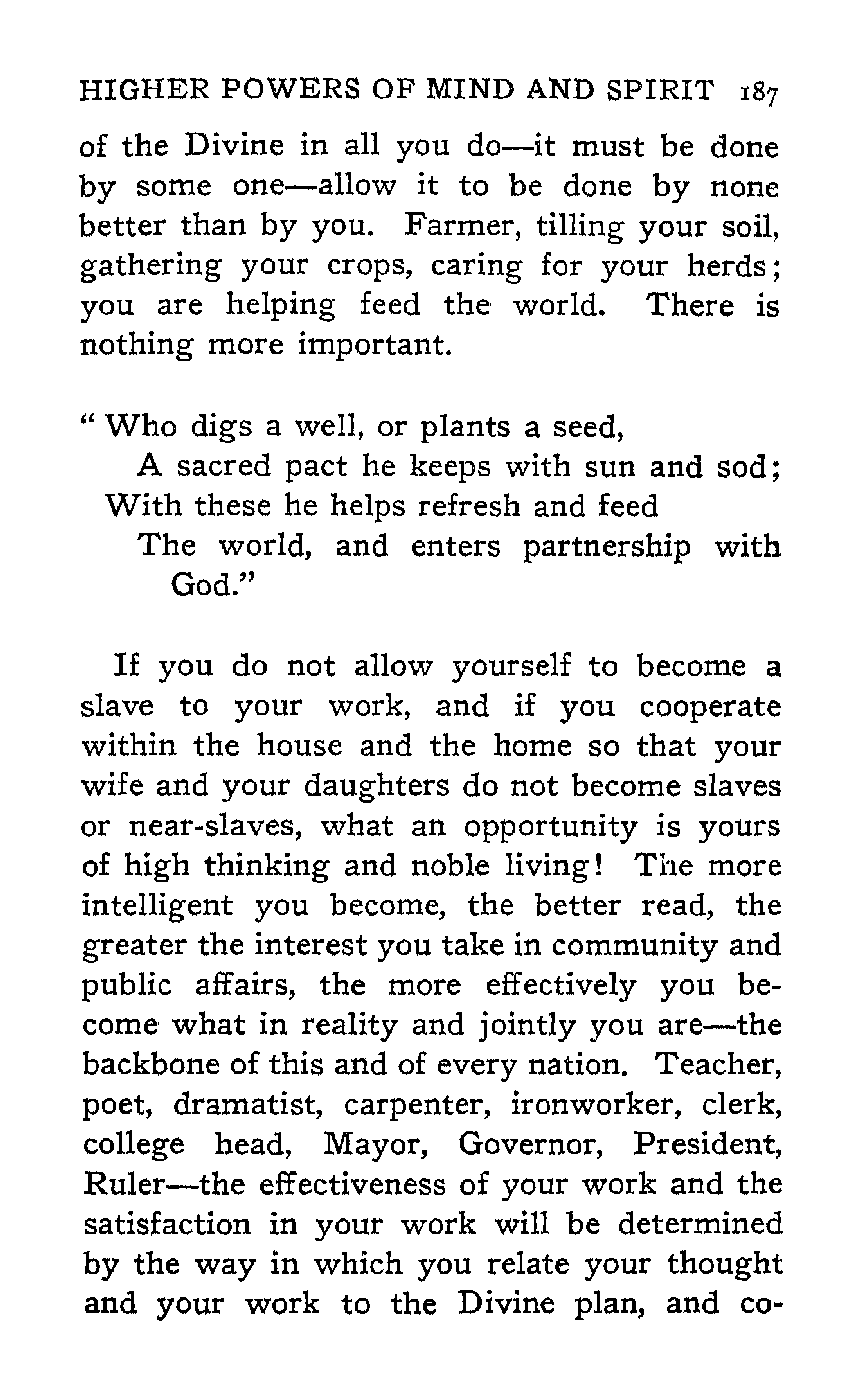 HIGHER POWERS OF MIND AND SPIRIT 187
of the Divine in all you do—it must be done
by some one—allow it to be done by none
better than by you. Farmer, tilling your soil,
gathering your crops, caring for your herds;
you are helping feed the world. There is
nothing more important.
“ Who digs a well, or plants a seed,
A sacred pact he keeps with sun and sod;
With these he helps refresh and feed
The world, and enters partnership with
God.”
If you do not allow yourself to become a
slave to your work, and if you cooperate
within the house and the home so that your
wife and your daughters do not become slaves
or near-slaves, what an opportunity is yours
of high thinking and noble living! The more
intelligent you become, the better read, the
greater the interest you take in community and
public affairs, the more effectively you be-
come what in reality and jointly you are—the
backbone of this and of every nation. Teacher,
poet, dramatist, carpenter, ironworker, clerk,
college head, Mayor, Governor, President,
Ruler—the effectiveness of your work and the
satisfaction in your work will be determined
by the way in which you relate your thought
and your work to the Divine plan, and co-